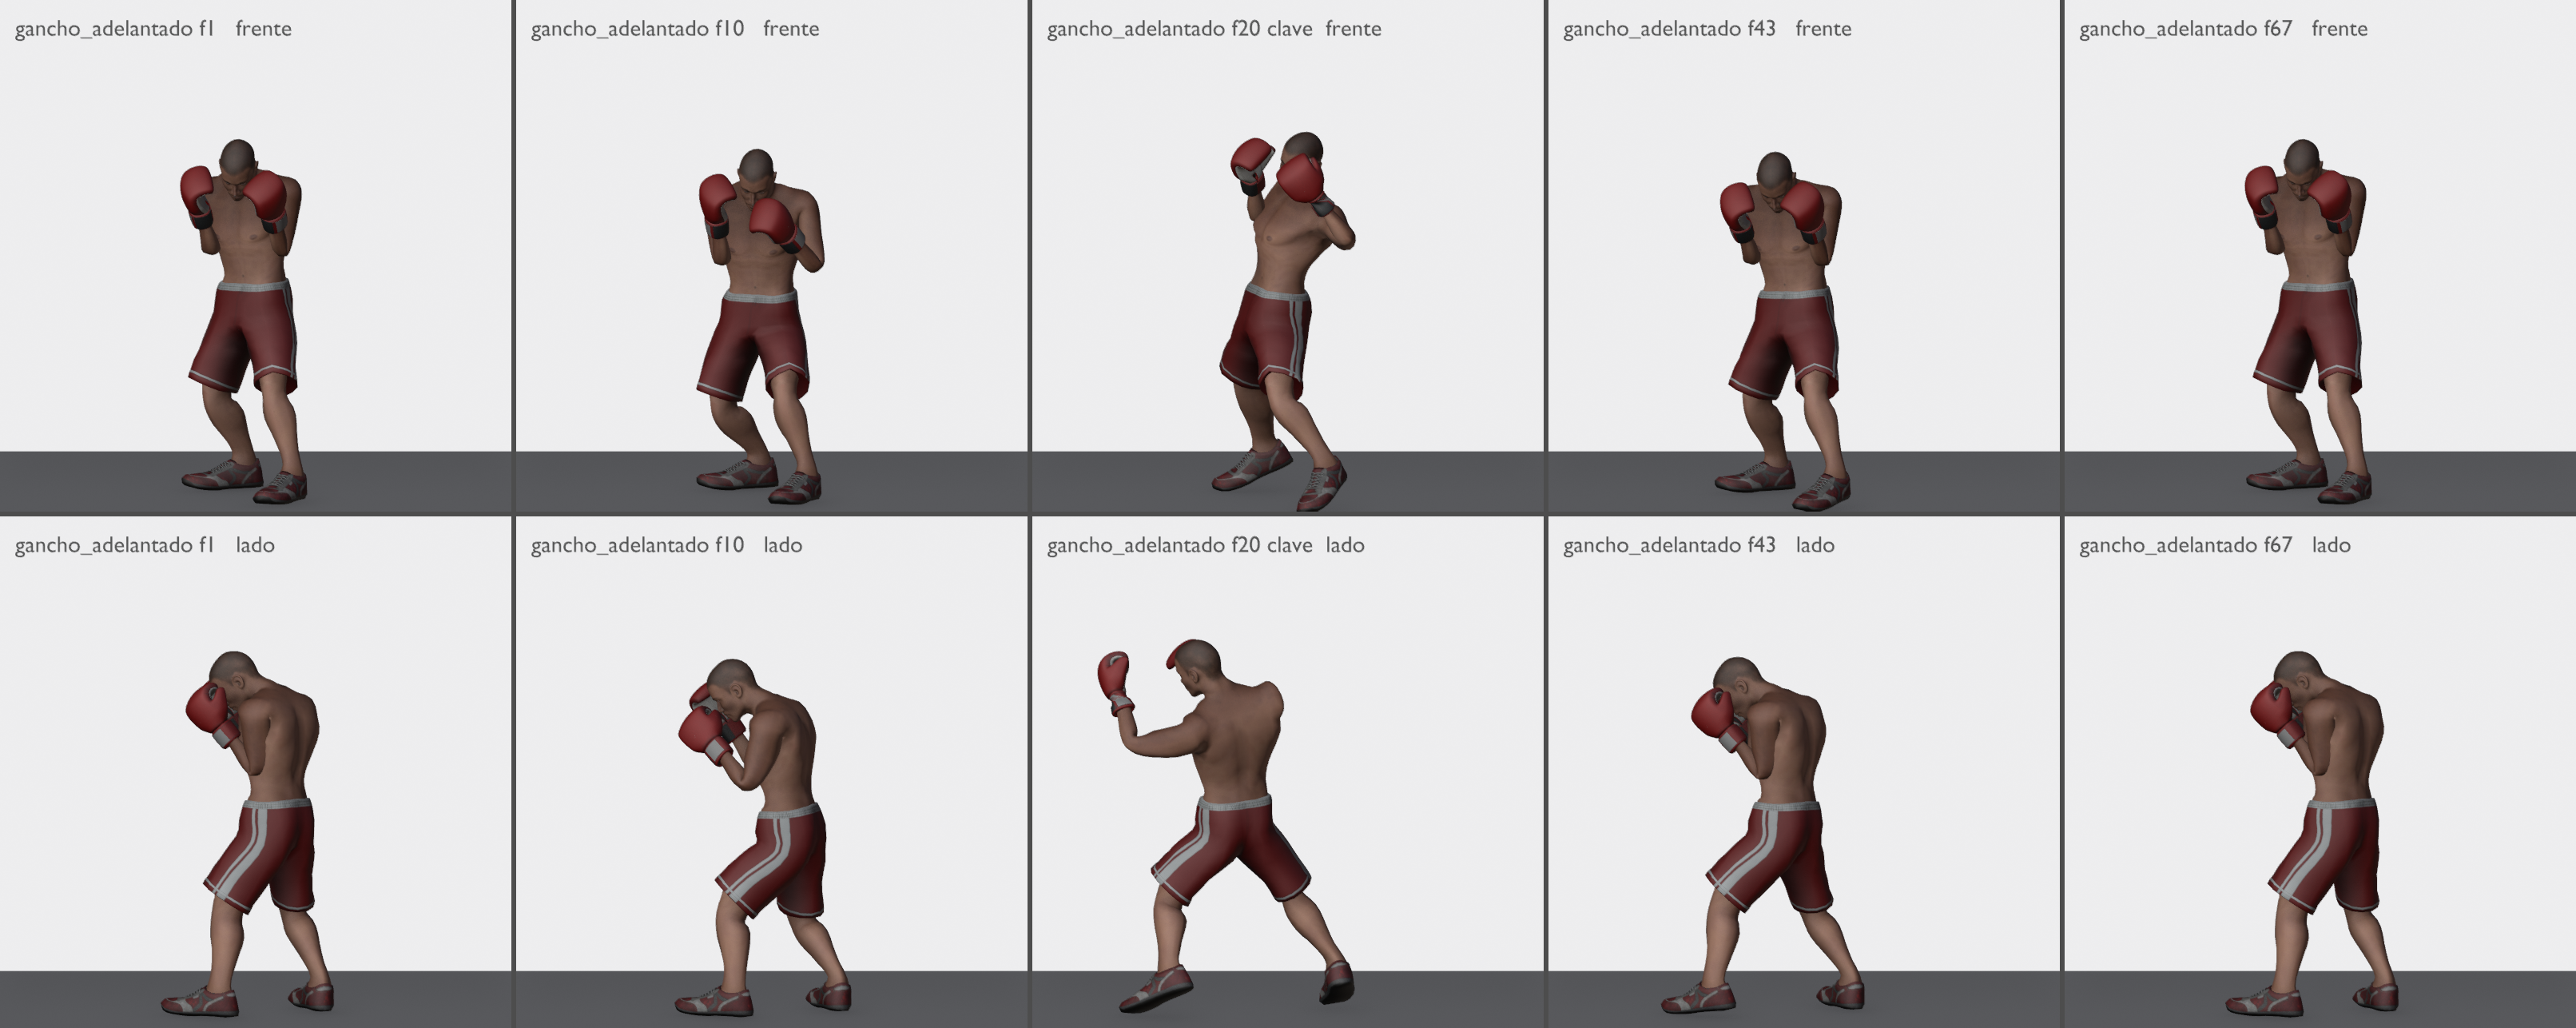 gancho_adelantado f1 frente
gancho_adelantado f10 frente
gancho_adelantado f20 clave frente
gancho_adelantado f43 frente
gancho_adelantado f67 frente
gancho_adelantado f1 lado
gancho_adelantado f10 lado
gancho_adelantado f20 clave lado
gancho_adelantado f43 lado
gancho_adelantado f67 lado